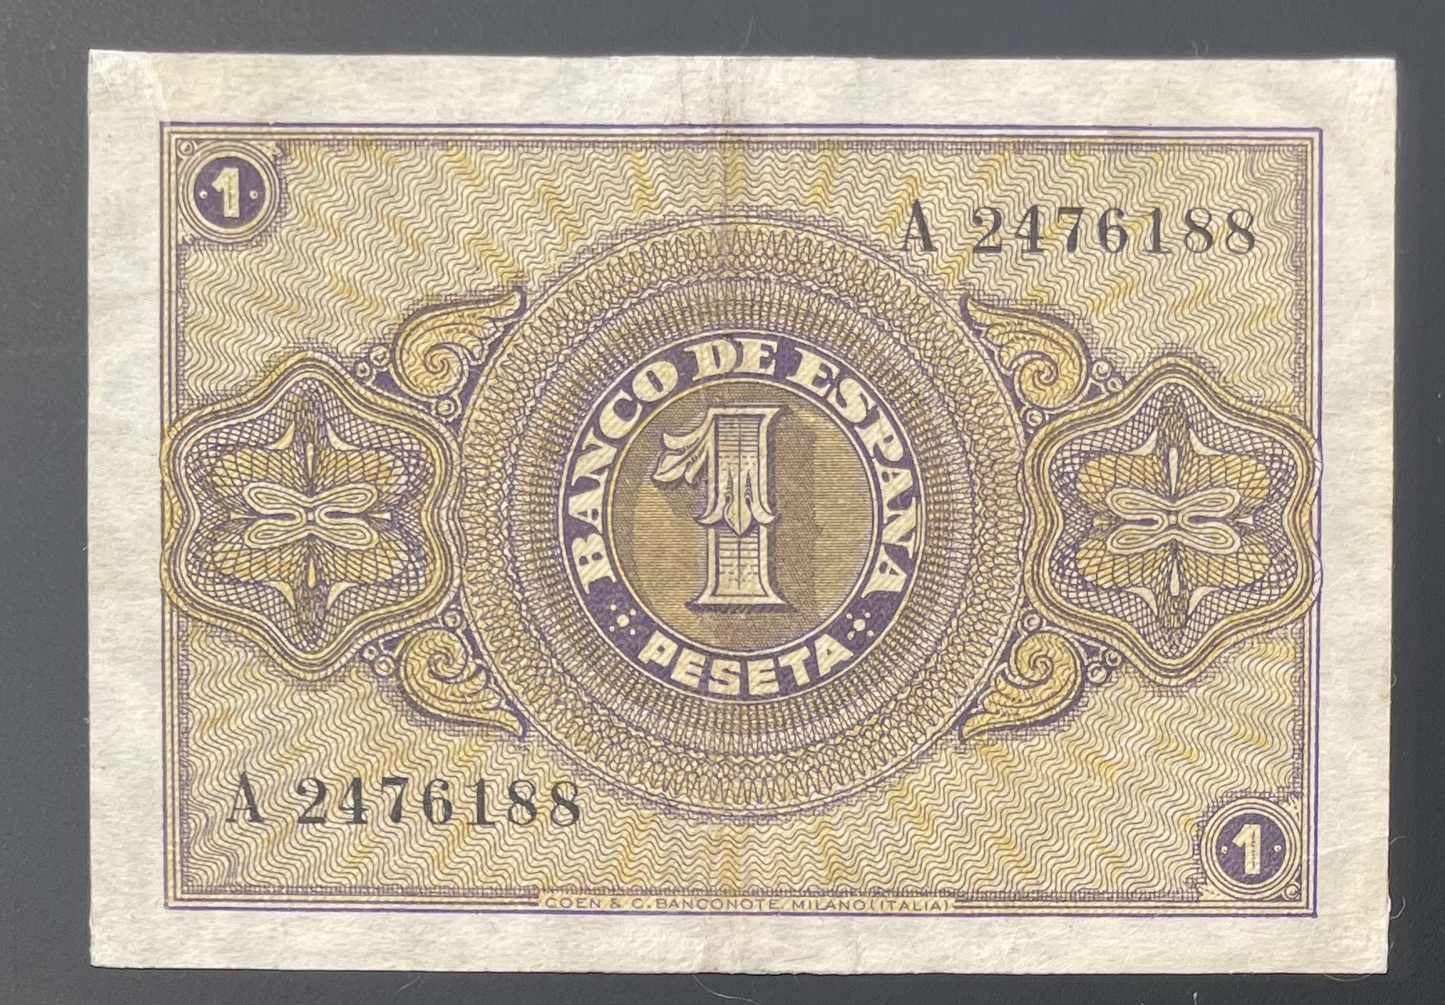 1
A 2476188
BANCO DE ESPAÑA
1
PESETA
A 2476188
1
COEN & C. BANCONOTE MILANO (ITALIA)